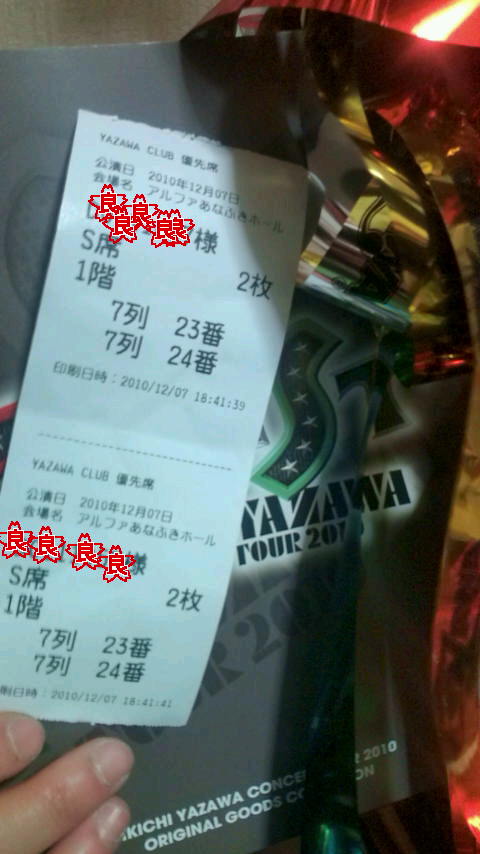 YAZAWA CLUB 優先席
公演日 2010年12月07日
会場名 アルファあなぶきホール
良良良良様
S席
1階 2枚
7列 23番
7列 24番
印刷日時：2010/12/07 18:41:39
YAZAWA CLUB 優先席
公演日 2010年12月07日
会場名 アルファあなぶきホール
良良良良様
S席
1階 2枚
7列 23番
7列 24番
刷日時：2010/12/07 18:41:41
YAZAWA
TOUR 201
KICHI YAZAWA CONCE R 2010
ORIGINAL GOODS CO ION